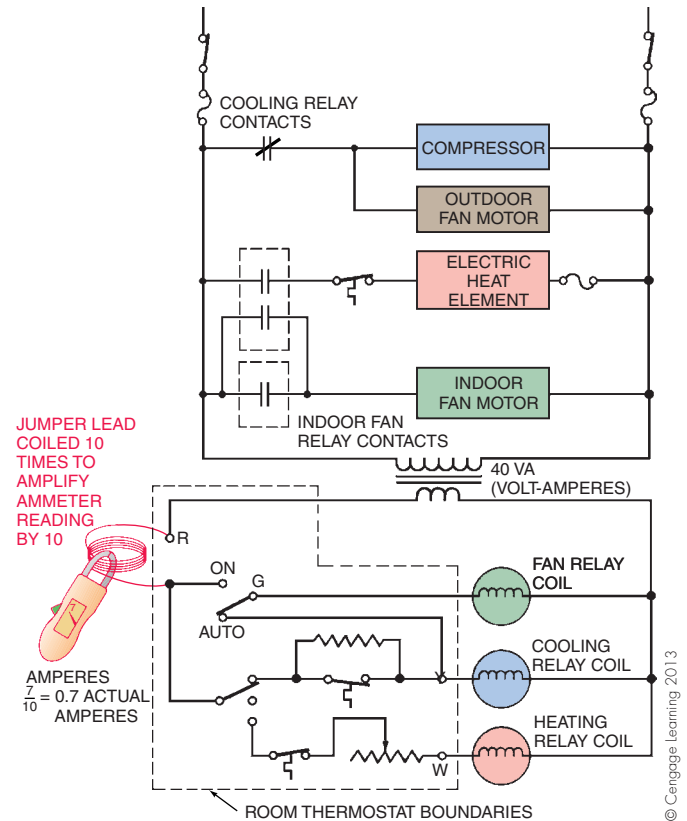 COOLING RELAY
CONTACTS
COMPRESSOR
OUTDOOR
FAN MOTOR
ELECTRIC
HEAT
ELEMENT
INDOOR
FAN MOTOR
INDOOR FAN
RELAY CONTACTS
JUMPER LEAD
COILED 10
TIMES TO
AMPLIFY
AMMETER
READING
BY 10
40 VA
(VOLT-AMPERES)
R
ON
G
AUTO
FAN RELAY
COIL
Y
COOLING
RELAY COIL
AMPERES
7/10 = 0.7 ACTUAL
AMPERES
HEATING
RELAY COIL
W
ROOM THERMOSTAT BOUNDARIES
© Cengage Learning 2013